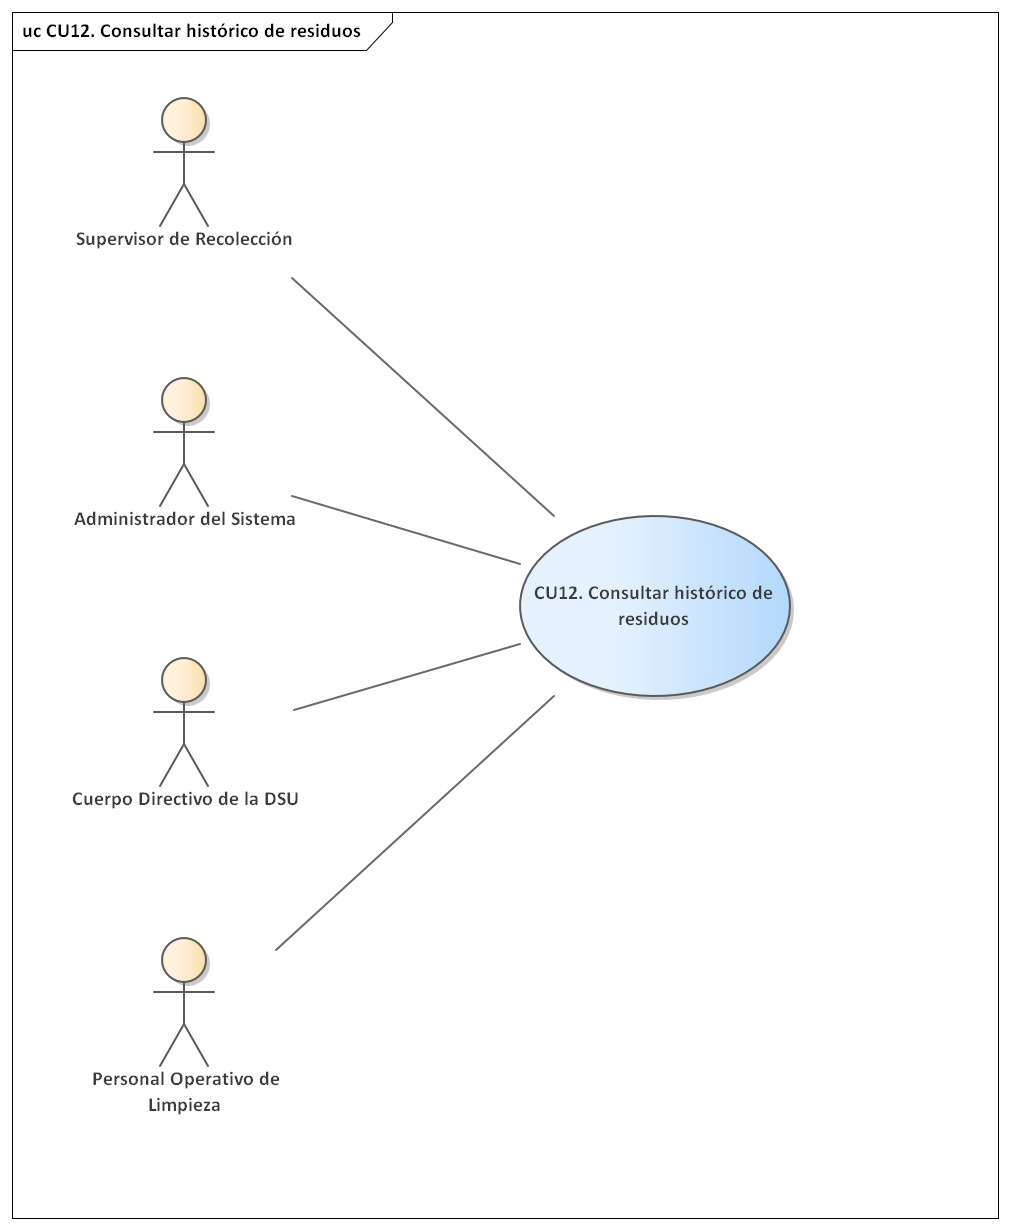 uc CU12. Consultar histórico de residuos
Supervisor de Recolección
Administrador del Sistema
CU12. Consultar histórico de
residuos
Cuerpo Directivo de la DSU
Personal Operativo de
Limpieza